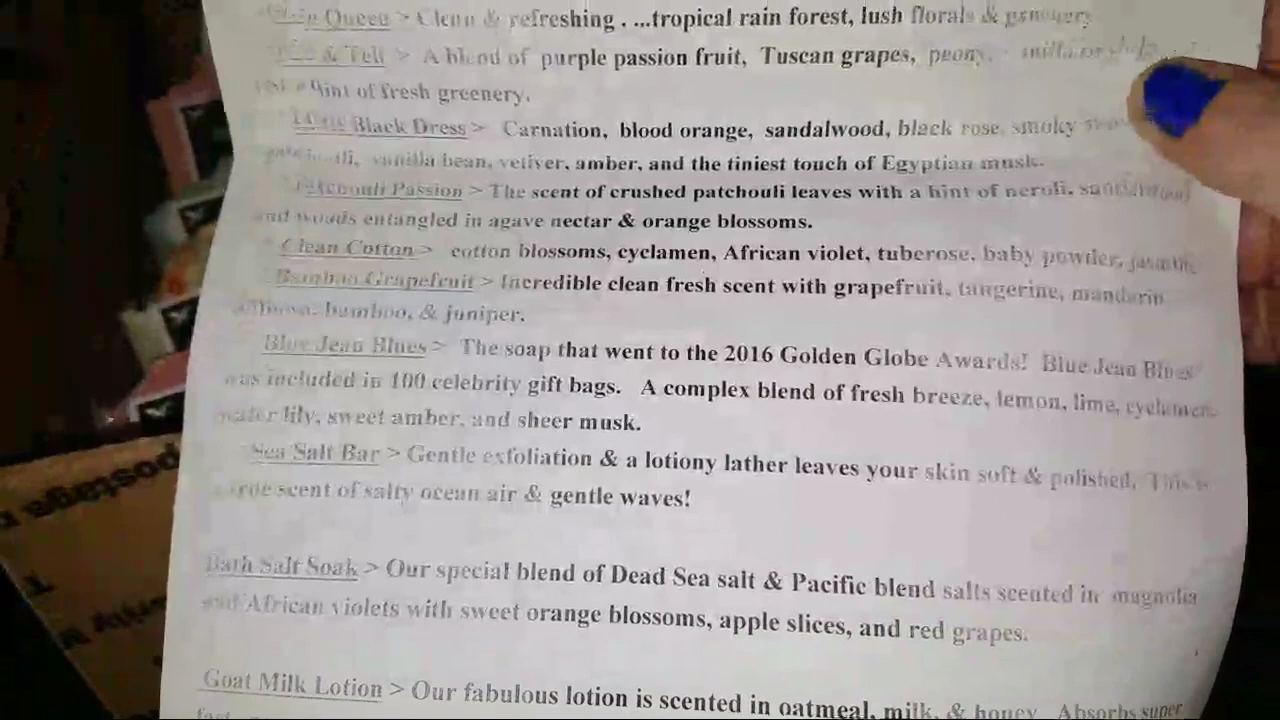 Queen > Clean & refreshing . ...tropical rain forest, lush florals & greenery
& Tell > A blend of purple passion fruit, Tuscan grapes, peony,
hint of fresh greenery.
Black Dress > Carnation, blood orange, sandalwood, black rose, smoky
patchouli, vanilla bean, vetiver, amber, and the tiniest touch of Egyptian musk.
Patchouli Passion > The scent of crushed patchouli leaves with a hint of neroli, sandalwood
and woods entangled in agave nectar & orange blossoms.
Clean Cotton > cotton blossoms, cyclamen, African violet, tuberose, baby powder, jasmine
Bamboo Grapefruit > Incredible clean fresh scent with grapefruit, tangerine, mandarin
bamboo, & juniper.
Blue Jean Blues > The soap that went to the 2016 Golden Globe Awards! Blue Jean Blues
was included in 100 celebrity gift bags. A complex blend of fresh breeze, lemon, lime, cyclamen,
water lily, sweet amber, and sheer musk.
Sea Salt Bar > Gentle exfoliation & a lotiony lather leaves your skin soft & polished. This is
true scent of salty ocean air & gentle waves!
Bath Salt Soak > Our special blend of Dead Sea salt & Pacific blend salts scented in magnolia
and African violets with sweet orange blossoms, apple slices, and red grapes.
Goat Milk Lotion > Our fabulous lotion is scented in oatmeal, milk, & honey. Absorbs super
postage